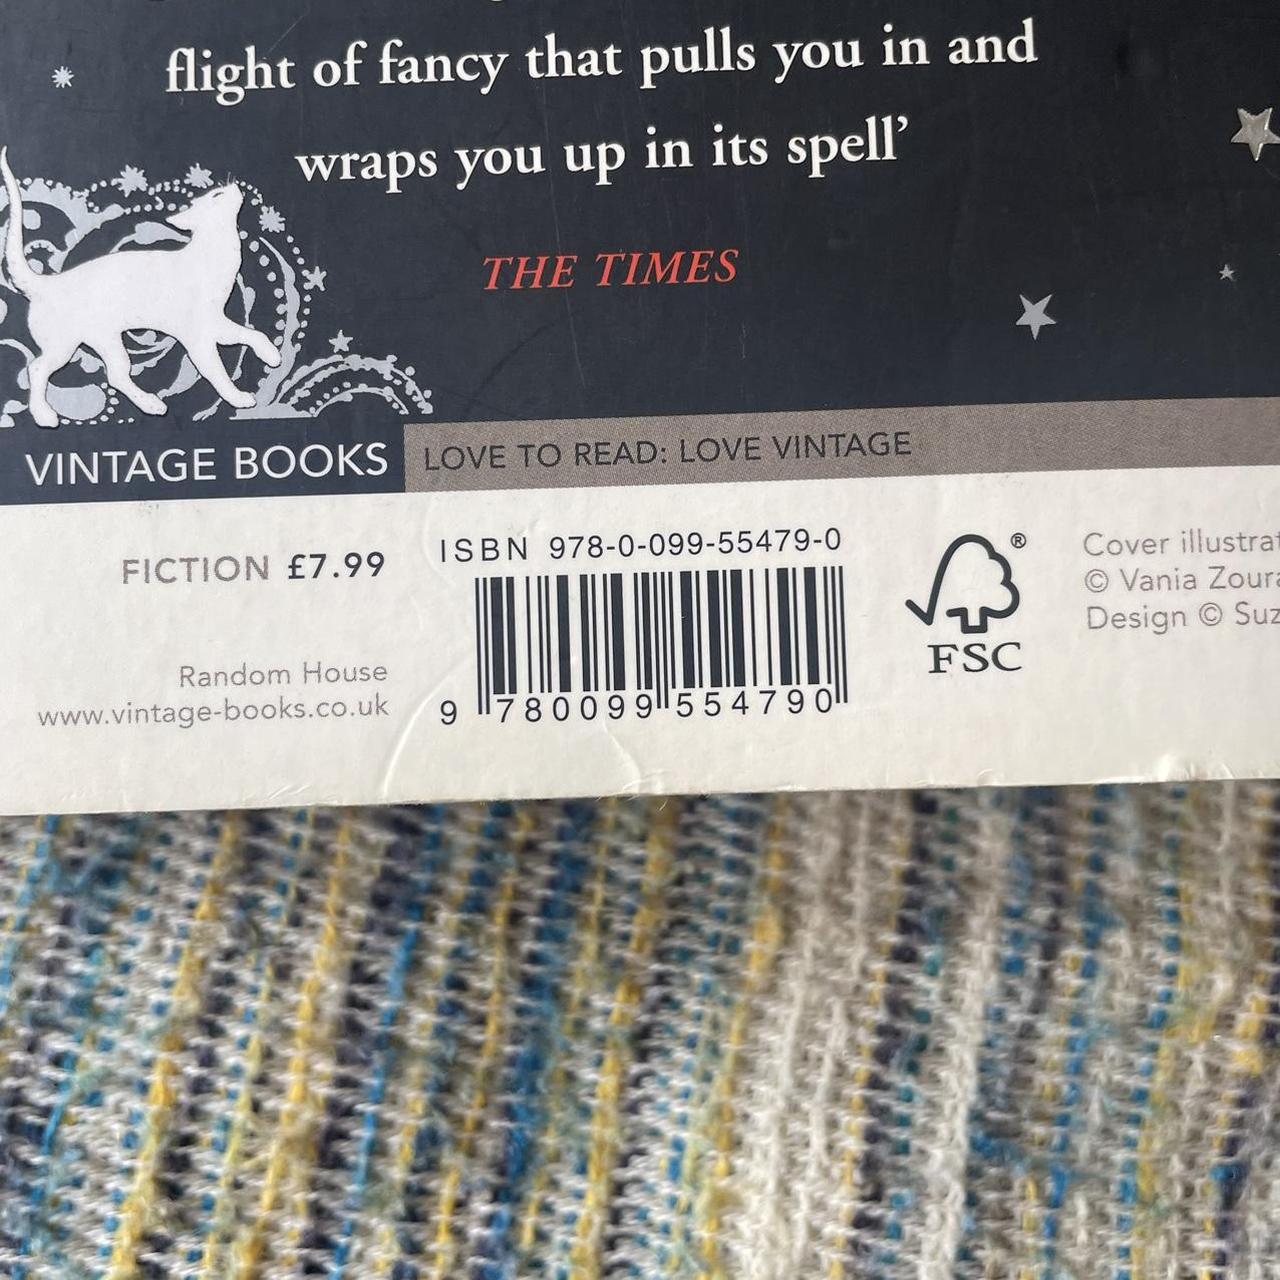 flight of fancy that pulls you in and
wraps you up in its spell’
THE TIMES
VINTAGE BOOKS
LOVE TO READ: LOVE VINTAGE
FICTION £7.99
Random House
www.vintage-books.co.uk
ISBN 978-0-099-55479-0
9 780099 554790
®
FSC
Cover illustrat
© Vania Zoura
Design © Suz